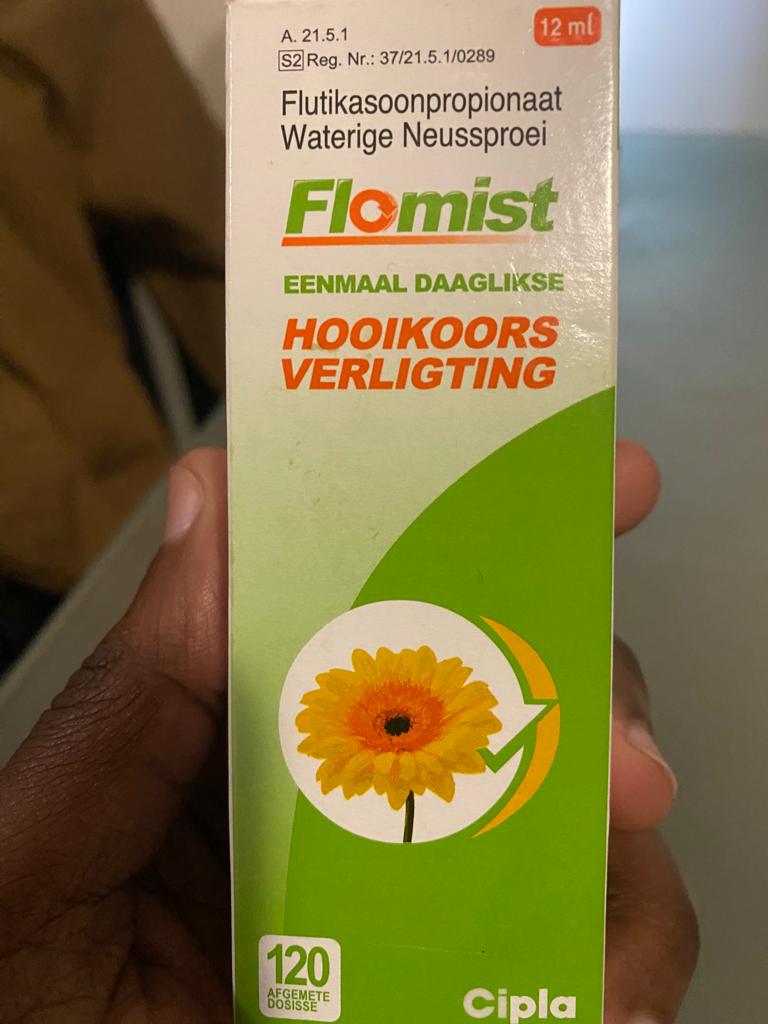 A. 21.5.1
12 ml
S2 Reg. Nr.: 37/21.5.1/0289
Flutikasoonpropionaat
Waterige Neussproei
Flomist
EENMAAL DAAGLIKSE
HOOIKOORS
VERLIGTING
120
AFGEMETE
DOSISSE
Cipla